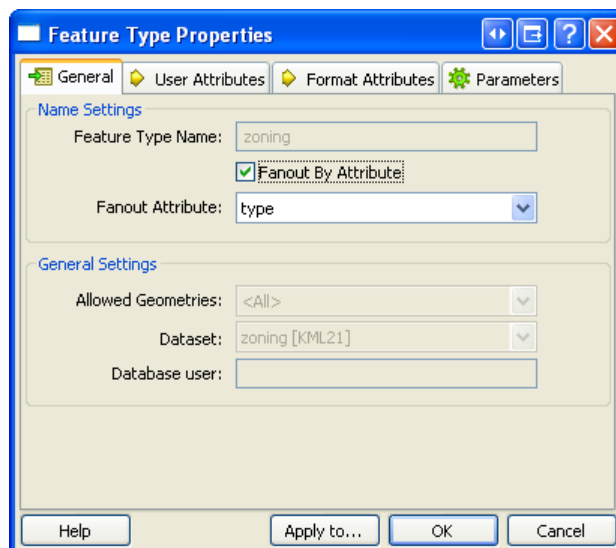 Feature Type Properties
General User Attributes Format Attributes Parameters
Name Settings
Feature Type Name: zoning
Fanout By Attribute
Fanout Attribute: type
General Settings
Allowed Geometries: <All>
Dataset: zoning [KML21]
Database user:
Help Apply to... OK Cancel